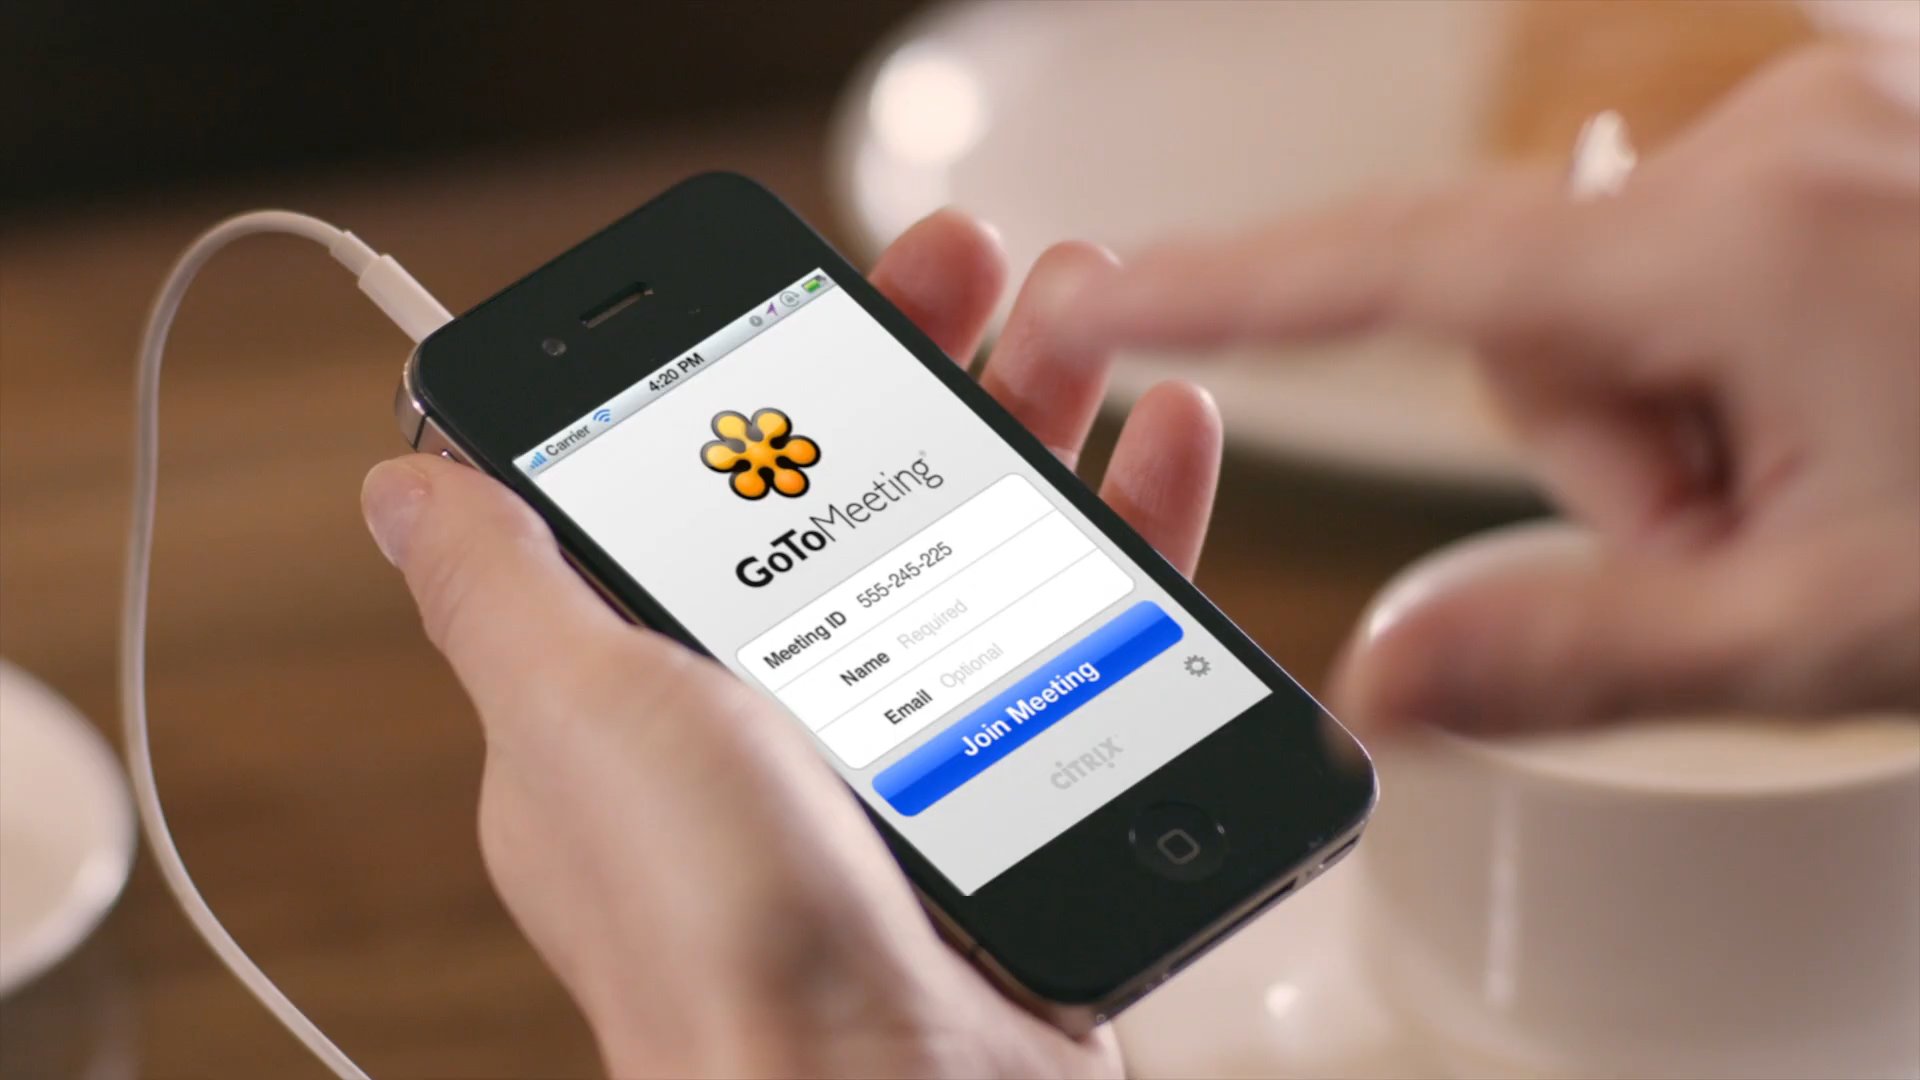 Carrier 4:20 PM
GoToMeeting
Meeting ID 555-245-225
Name Required
Email Optional
Join Meeting
CITRIX